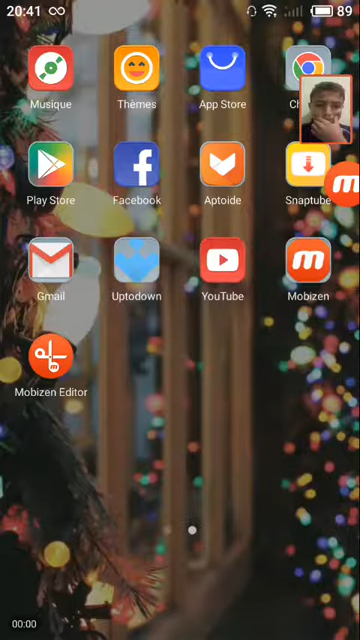 20:41 89
Musique Thèmes App Store Ch
Play Store Facebook Aptoide Snaptube
Gmail Uptodown YouTube Mobizen
Mobizen Editor
00:00